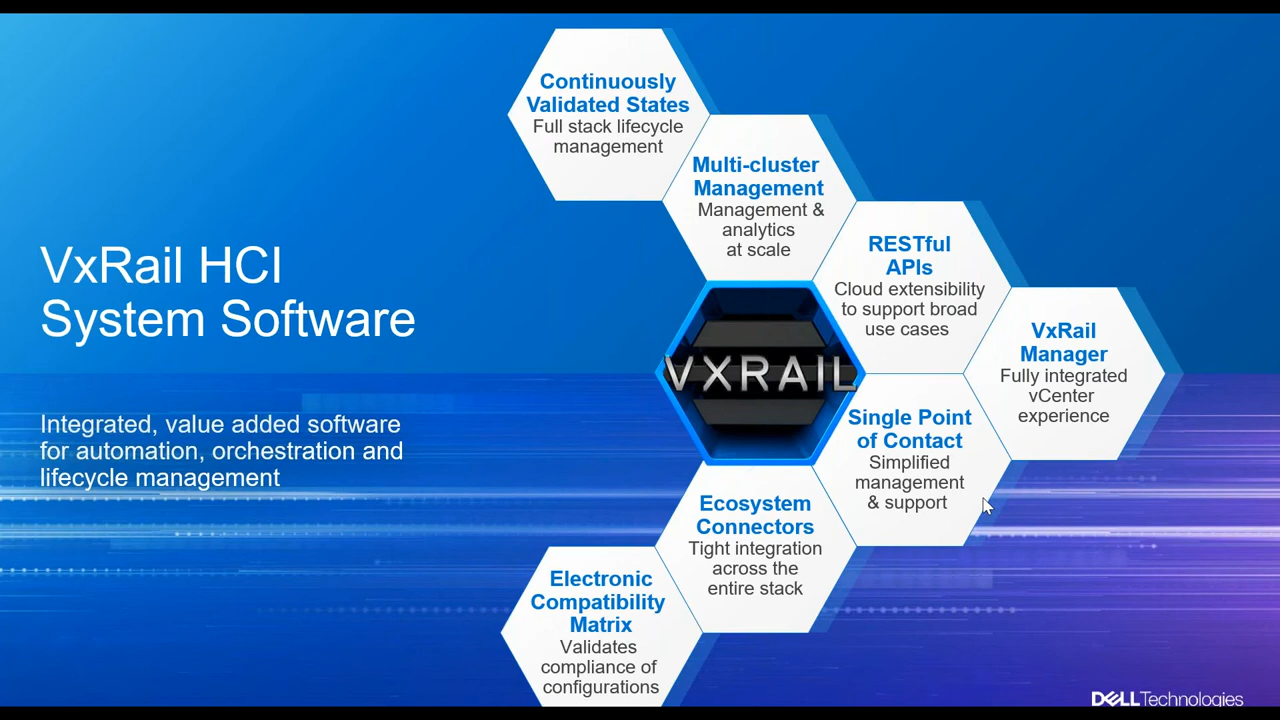 VxRail HCI
System Software
Integrated, value added software
for automation, orchestration and
lifecycle management
Continuously
Validated States
Full stack lifecycle
management
Multi-cluster
Management
Management &
analytics
at scale
RESTful
APIs
Cloud extensibility
to support broad
use cases
VxRail
Manager
Fully integrated
vCenter
experience
VXRAIL
Single Point
of Contact
Simplified
management
& support
Ecosystem
Connectors
Tight integration
across the
entire stack
Electronic
Compatibility
Matrix
Validates
compliance of
configurations
DELL Technologies